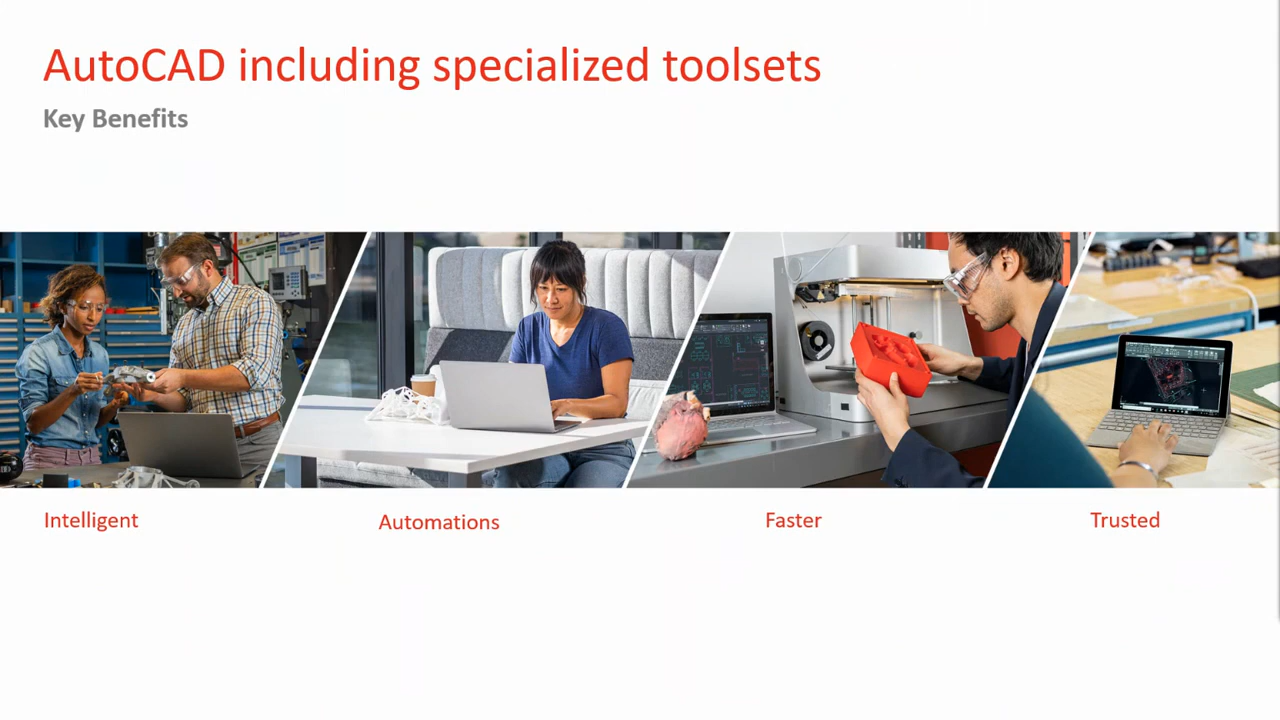 AutoCAD including specialized toolsets
Key Benefits
Intelligent
Automations
Faster
Trusted